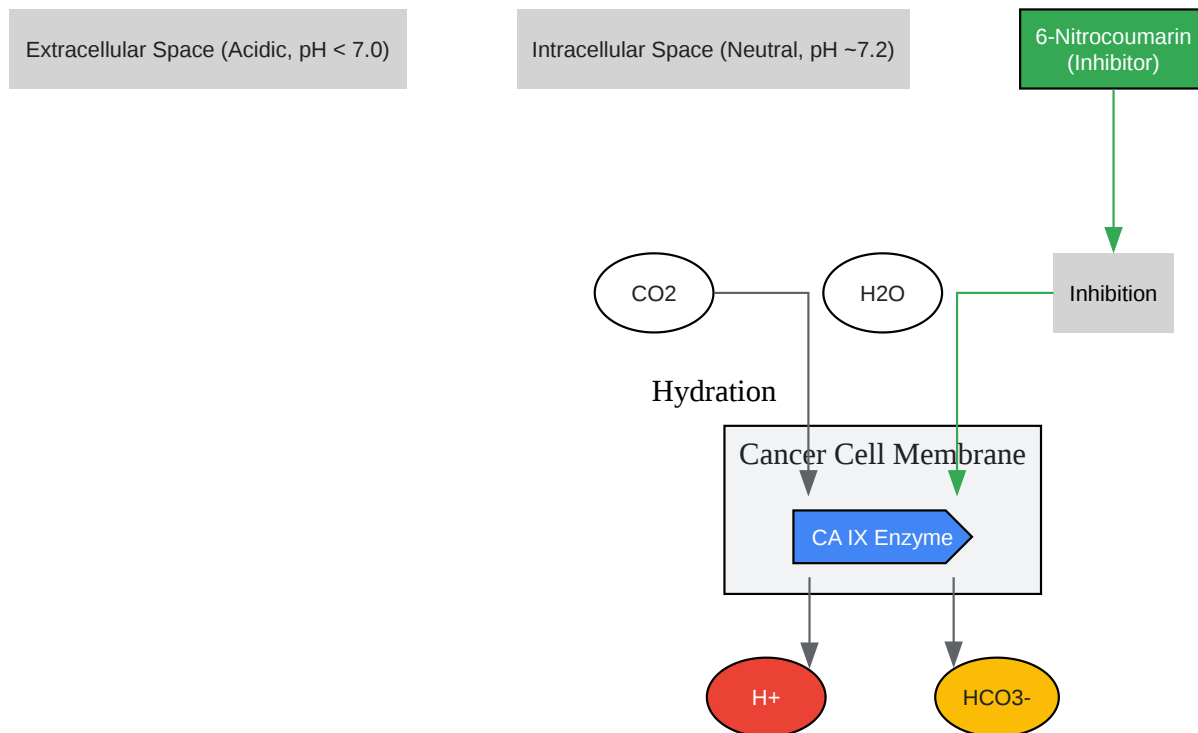 Extracellular Space (Acidic, pH < 7.0)
Intracellular Space (Neutral, pH ~7.2)
6-Nitrocoumarin
(Inhibitor)
CO2
H2O
Inhibition
Hydration
Cancer Cell Membrane
CA IX Enzyme
H+
HCO3-